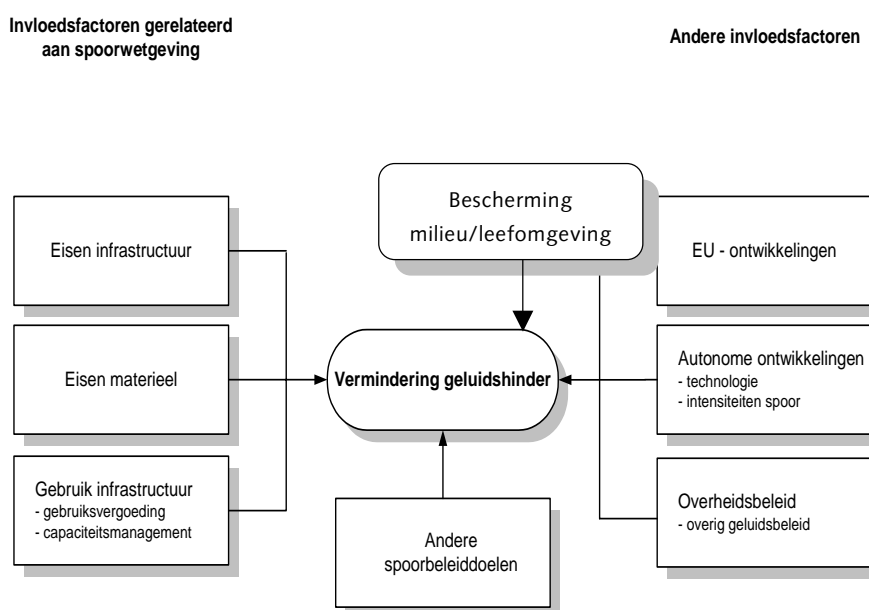 Invloedsfactoren gerelateerd
aan spoorwetgeving
Andere invloedsfactoren
Bescherming
milieu/leefomgeving
Eisen infrastructuur
EU - ontwikkelingen
Eisen materieel
Vermindering geluidshinder
Autonome ontwikkelingen
- technologie
- intensiteiten spoor
Gebruik infrastructuur
- gebruiksvergoeding
- capaciteitsmanagement
Andere
spoorbeleiddoelen
Overheidsbeleid
- overig geluidsbeleid